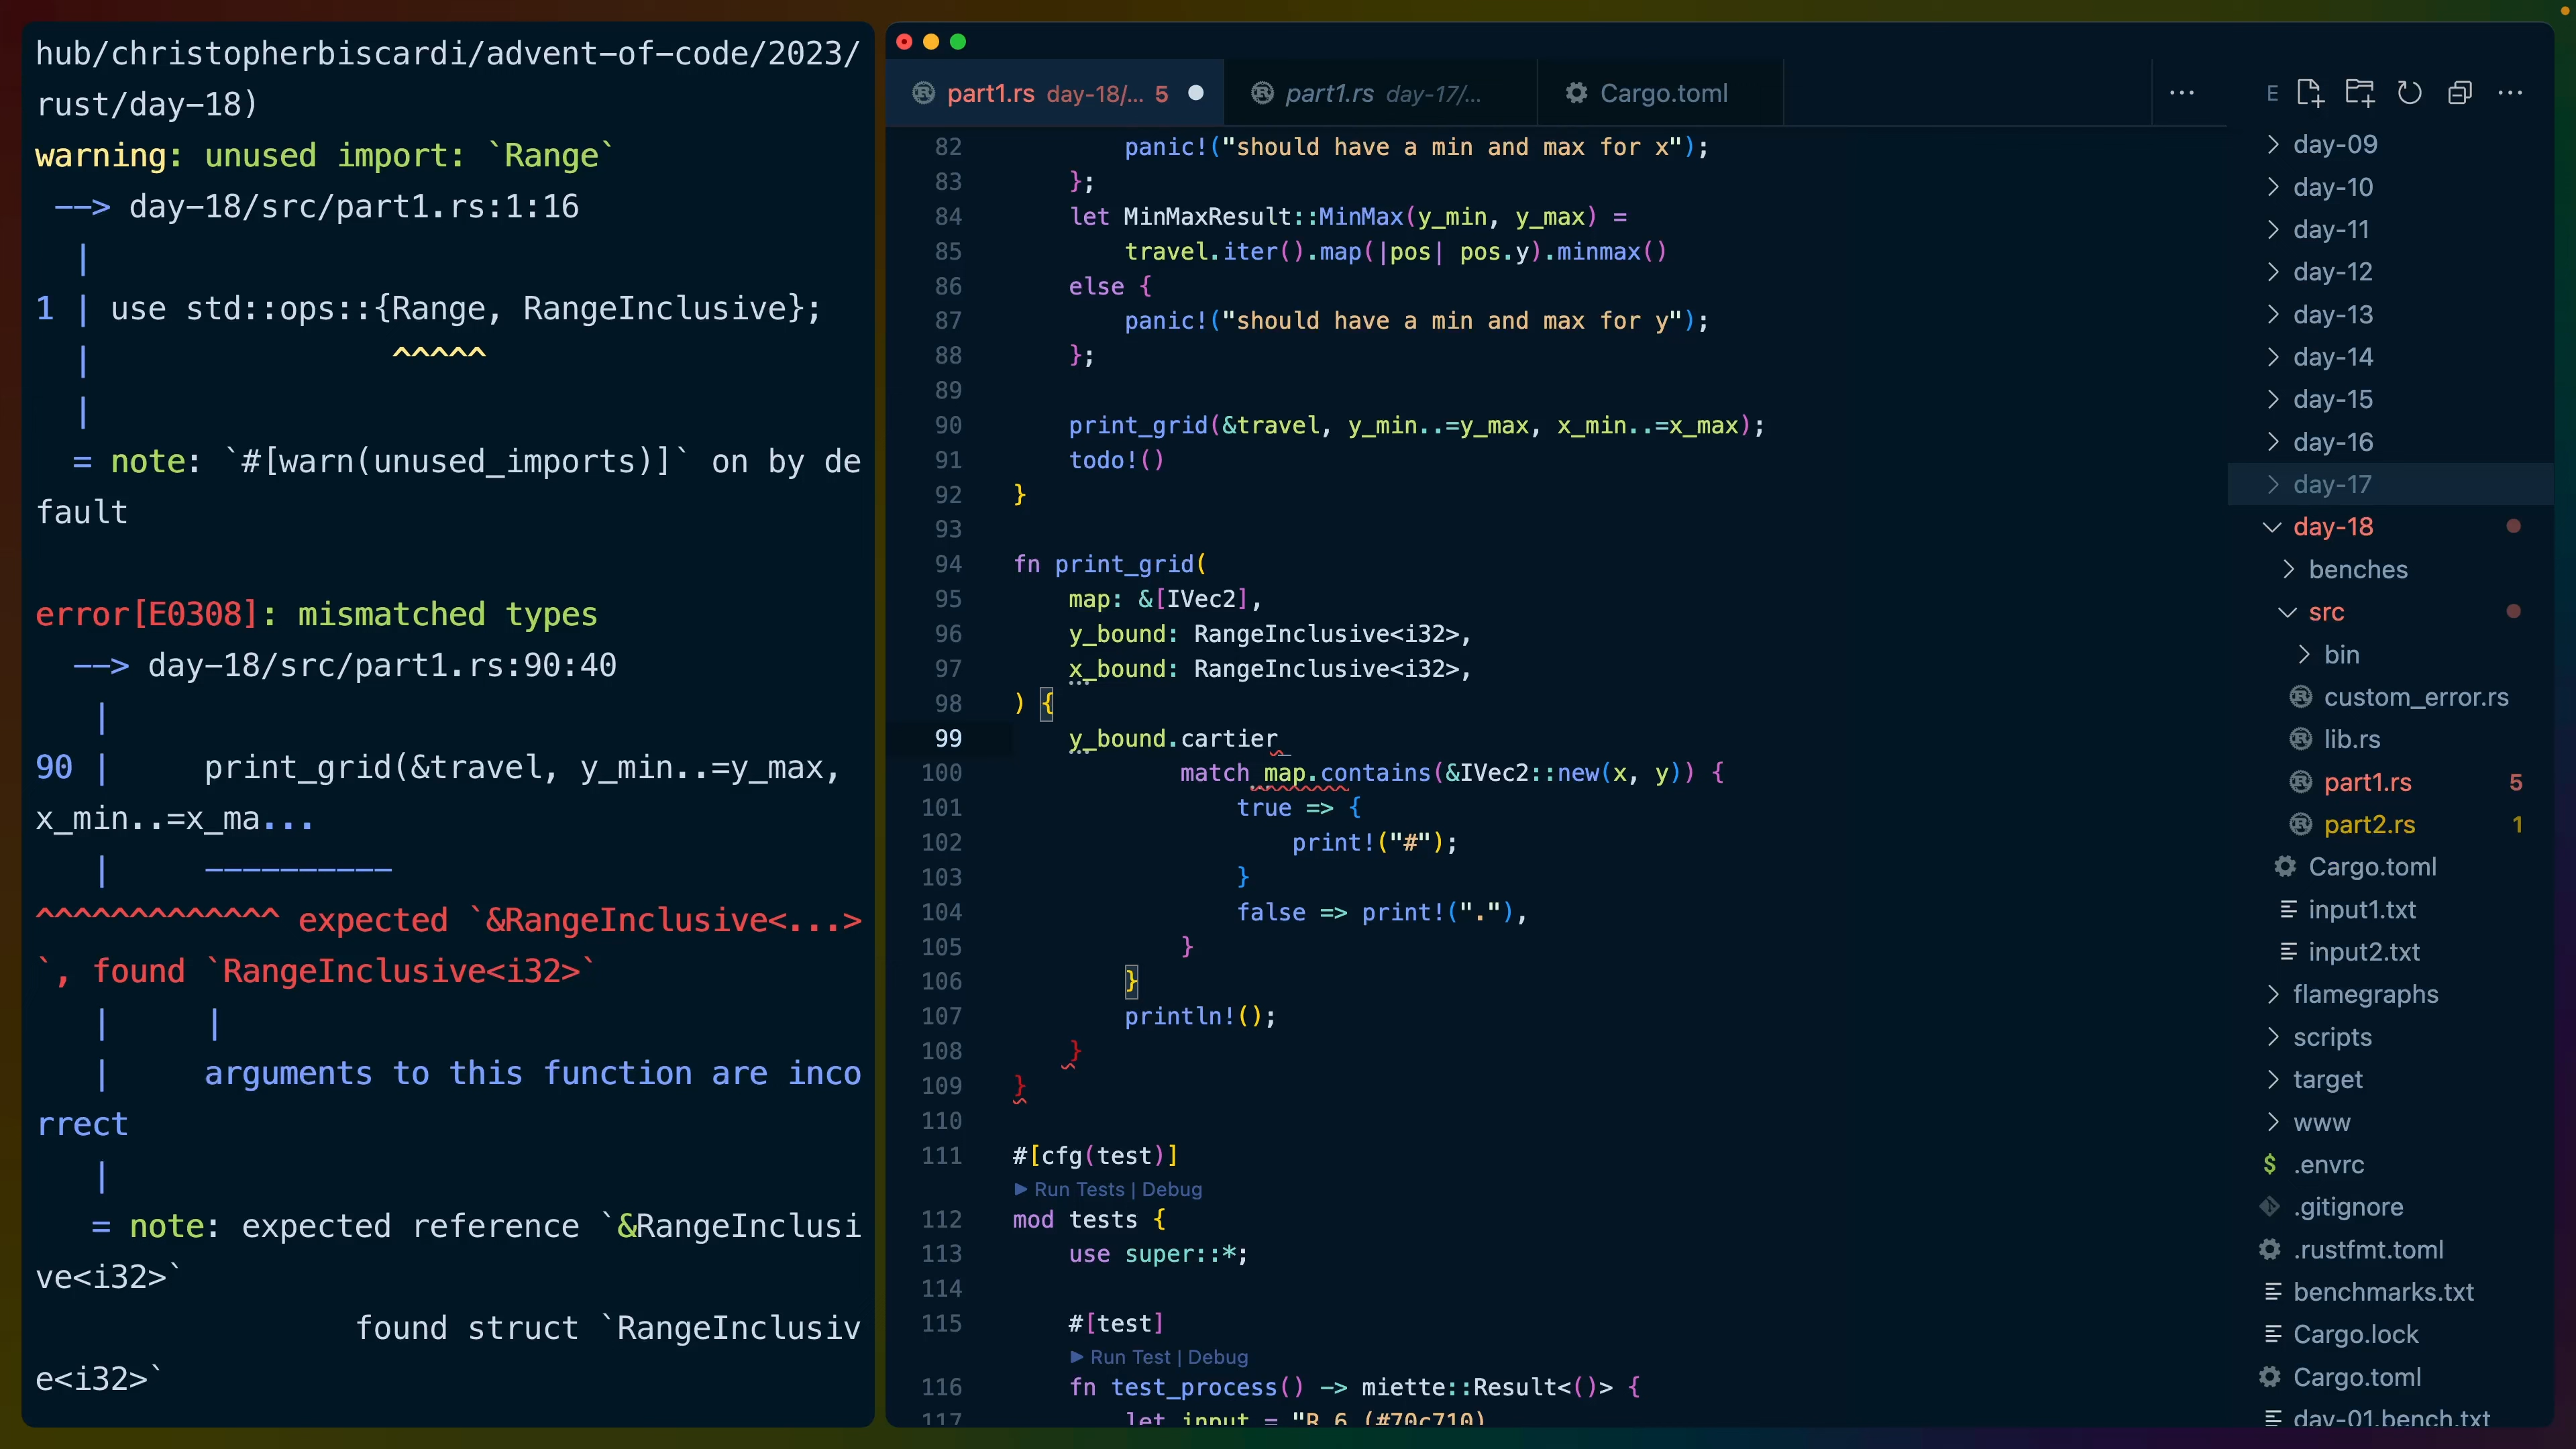 hub/christopherbiscardi/advent-of-code/2023/
rust/day-18)
warning: unused import: `Range`
 --> day-18/src/part1.rs:1:16
  |
1 | use std::ops::{Range, RangeInclusive};
  |                ^^^^^
  |
  = note: `#[warn(unused_imports)]` on by de
fault
error[E0308]: mismatched types
  --> day-18/src/part1.rs:90:40
   |
90 |     print_grid(&travel, y_min..=y_max,
x_min..=x_ma...
   |     ----------
^^^^^^^^^^^^^ expected `&RangeInclusive<...>
`, found `RangeInclusive<i32>`
   |     |
   |     arguments to this function are inco
rrect
   |
   = note: expected reference `&RangeInclusi
ve<i32>`
                 found struct `RangeInclusiv
e<i32>`
part1.rs day-18/... 5
part1.rs day-17/...
Cargo.toml
82         panic!("should have a min and max for x");
83     };
84     let MinMaxResult::MinMax(y_min, y_max) =
85         travel.iter().map(|pos| pos.y).minmax()
86     else {
87         panic!("should have a min and max for y");
88     };
89
90     print_grid(&travel, y_min..=y_max, x_min..=x_max);
91     todo!()
92 }
93
94 fn print_grid(
95     map: &[IVec2],
96     y_bound: RangeInclusive<i32>,
97     x_bound: RangeInclusive<i32>,
98 ) {
99     y_bound.cartier
100             match map.contains(&IVec2::new(x, y)) {
101                 true => {
102                     print!("#");
103                 }
104                 false => print!("."),
105             }
106         }
107         println!();
108     }
109 }
110
111 #[cfg(test)]
▶ Run Tests | Debug
112 mod tests {
113     use super::*;
114
115     #[test]
▶ Run Test | Debug
116     fn test_process() -> miette::Result<()> {
117         let input = "R 6 (#70c710)
E
day-09
day-10
day-11
day-12
day-13
day-14
day-15
day-16
day-17
day-18
benches
src
bin
custom_error.rs
lib.rs
part1.rs 5
part2.rs 1
Cargo.toml
input1.txt
input2.txt
flamegraphs
scripts
target
www
.envrc
.gitignore
.rustfmt.toml
benchmarks.txt
Cargo.lock
Cargo.toml
day-01.bench.txt